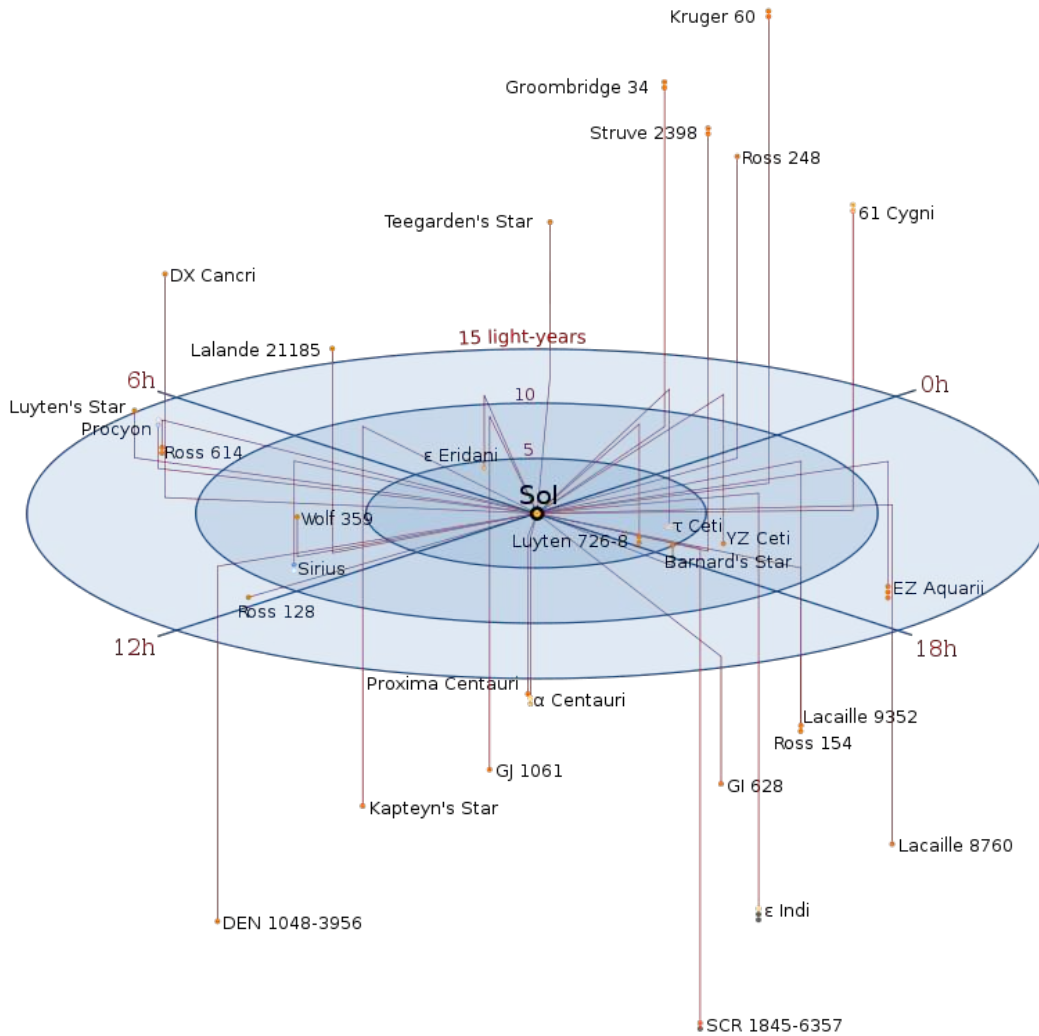 Kruger 60
Groombridge 34
Struve 2398
Ross 248
61 Cygni
Teegarden's Star
DX Cancri
15 light-years
Lalande 21185
6h
0h
10
Luyten's Star
Procyon
Ross 614
ε Eridani
5
Sol
Wolf 359
τ Ceti
Luyten 726-8
YZ Ceti
Barnard's Star
Sirius
EZ Aquarii
Ross 128
12h
18h
Proxima Centauri
α Centauri
Lacaille 9352
Ross 154
GJ 1061
GI 628
Kapteyn's Star
Lacaille 8760
ε Indi
DEN 1048-3956
SCR 1845-6357